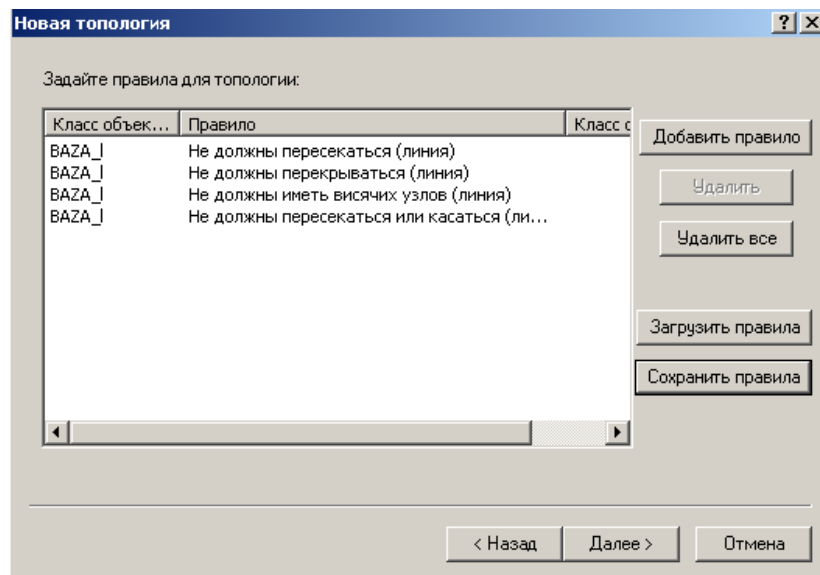 Новая топология
Задайте правила для топологии:
Класс объек... Правило Класс о
BAZA_l Не должны пересекаться (линия)
BAZA_l Не должны перекрываться (линия)
BAZA_l Не должны иметь висячих узлов (линия)
BAZA_l Не должны пересекаться или касаться (ли...
Добавить правило
Удалить
Удалить все
Загрузить правила
Сохранить правила
< Назад Далее > Отмена